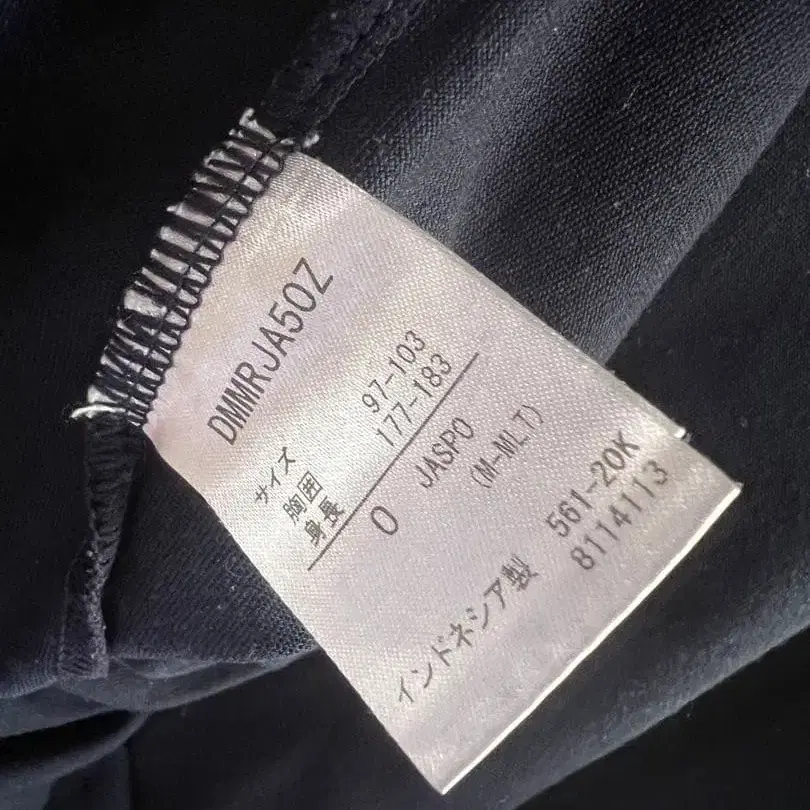 DMMRJA50Z
サイズ
胸囲 97-103
身長 177-183
O JASPO
(M-MLT)
561-20K
インドネシア製 8114113